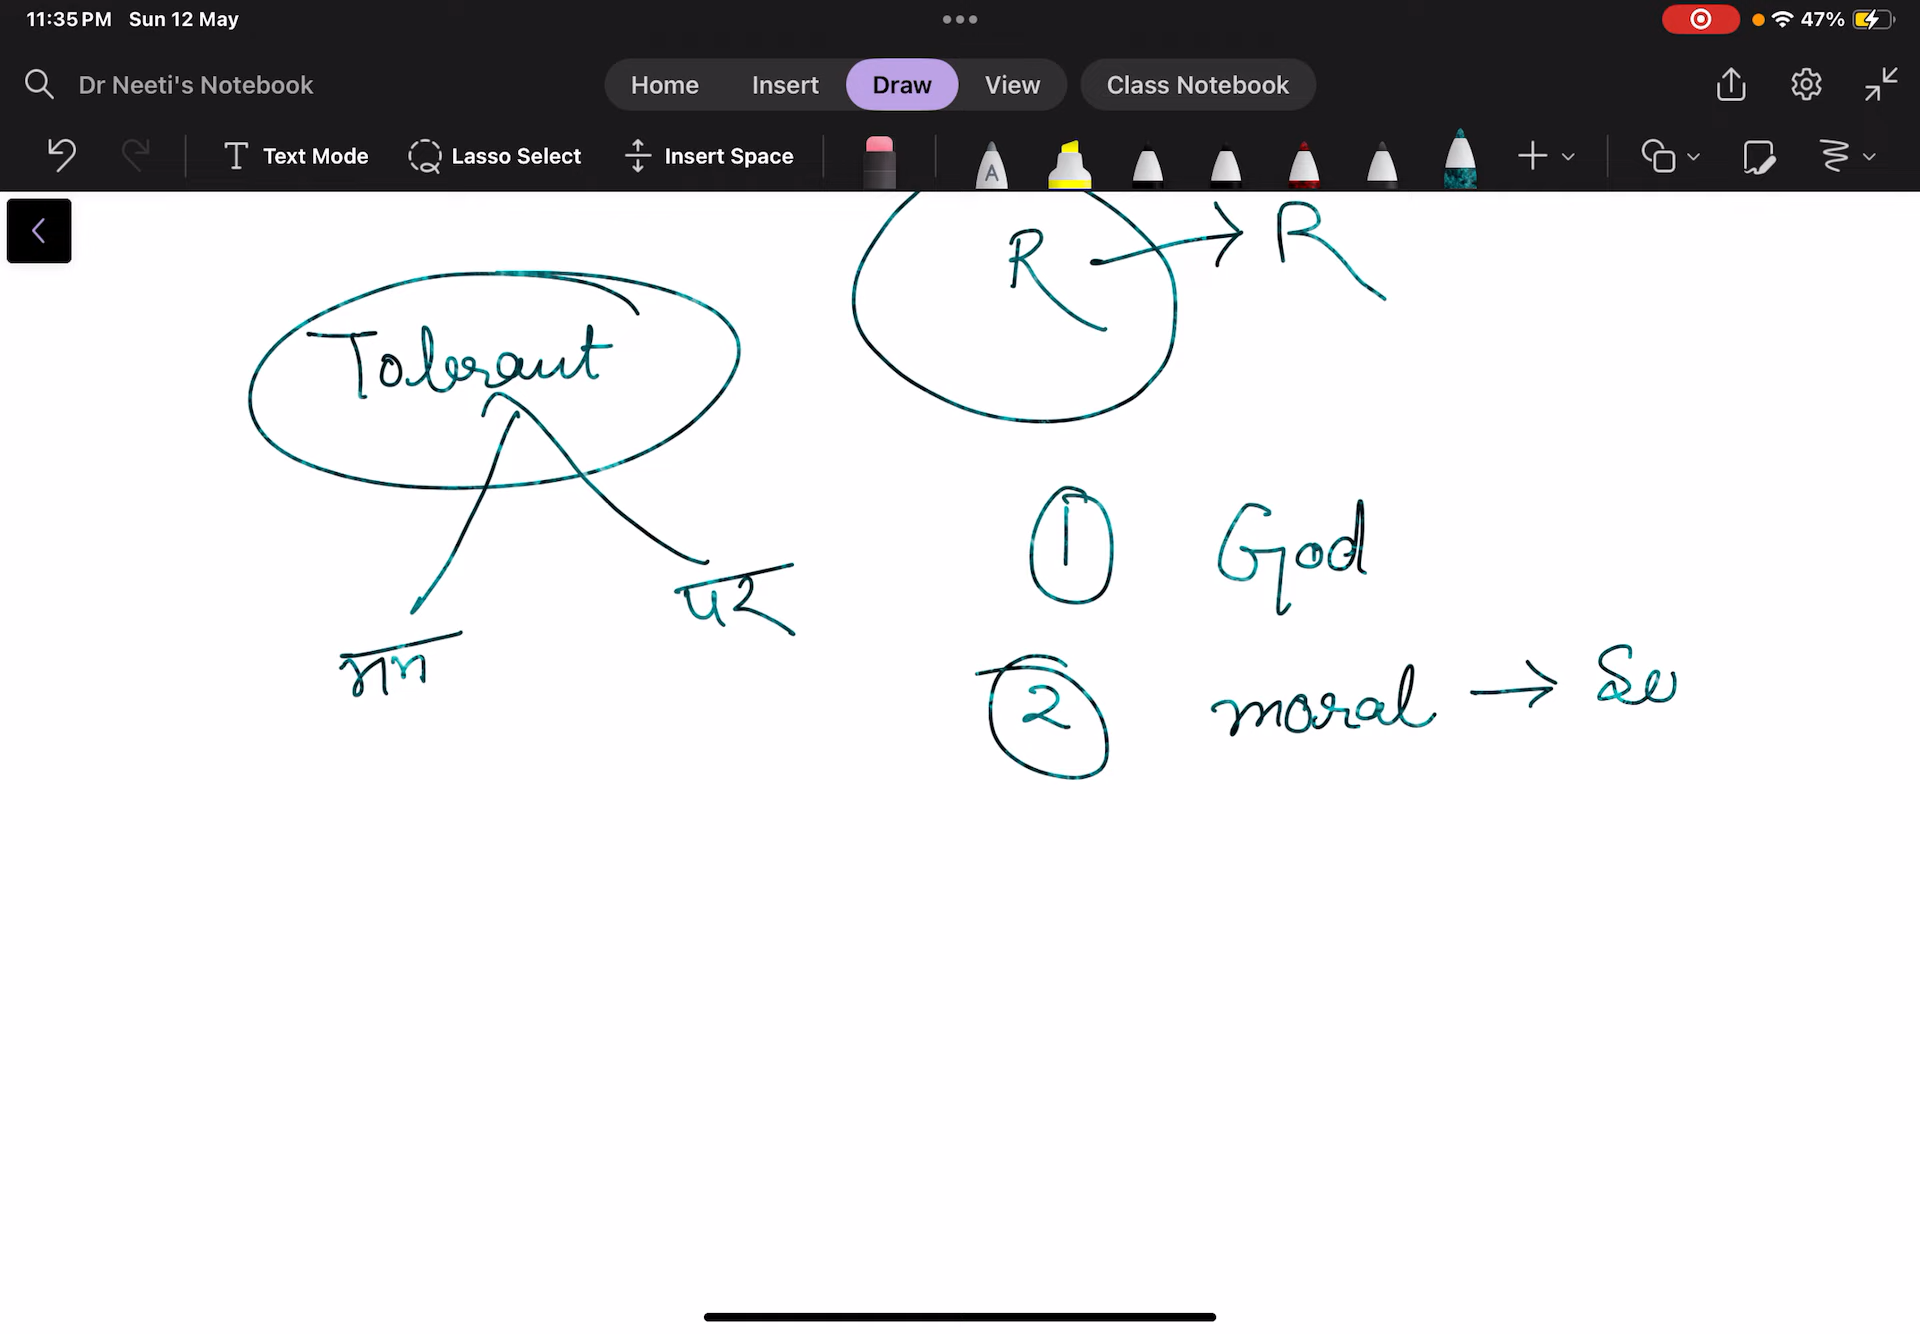 11:35 PM Sun 12 May
47%
Dr Neeti's Notebook
Home Insert Draw View Class Notebook
Text Mode Lasso Select Insert Space A
R → R
Tolerant
① God
पर
मन
② moral →